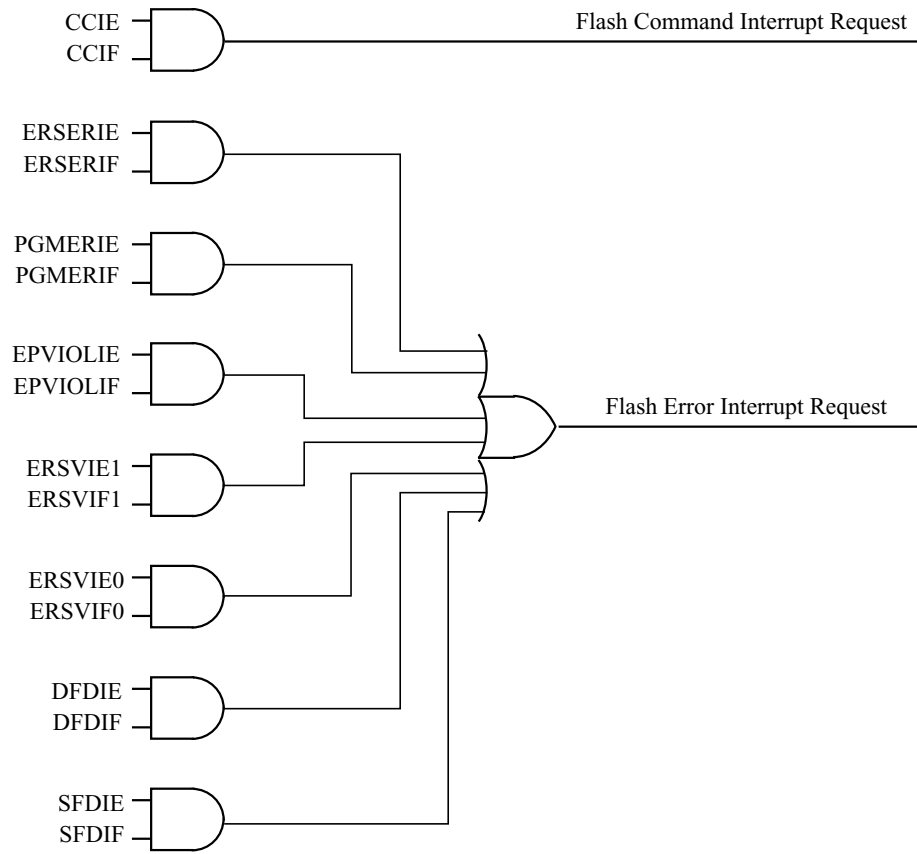 CCIE
CCIF
Flash Command Interrupt Request
ERSERIE
ERSERIF
PGMERIE
PGMERIF
EPVIOLIE
EPVIOLIF
Flash Error Interrupt Request
ERSVIE1
ERSVIF1
ERSVIE0
ERSVIF0
DFDIE
DFDIF
SFDIE
SFDIF